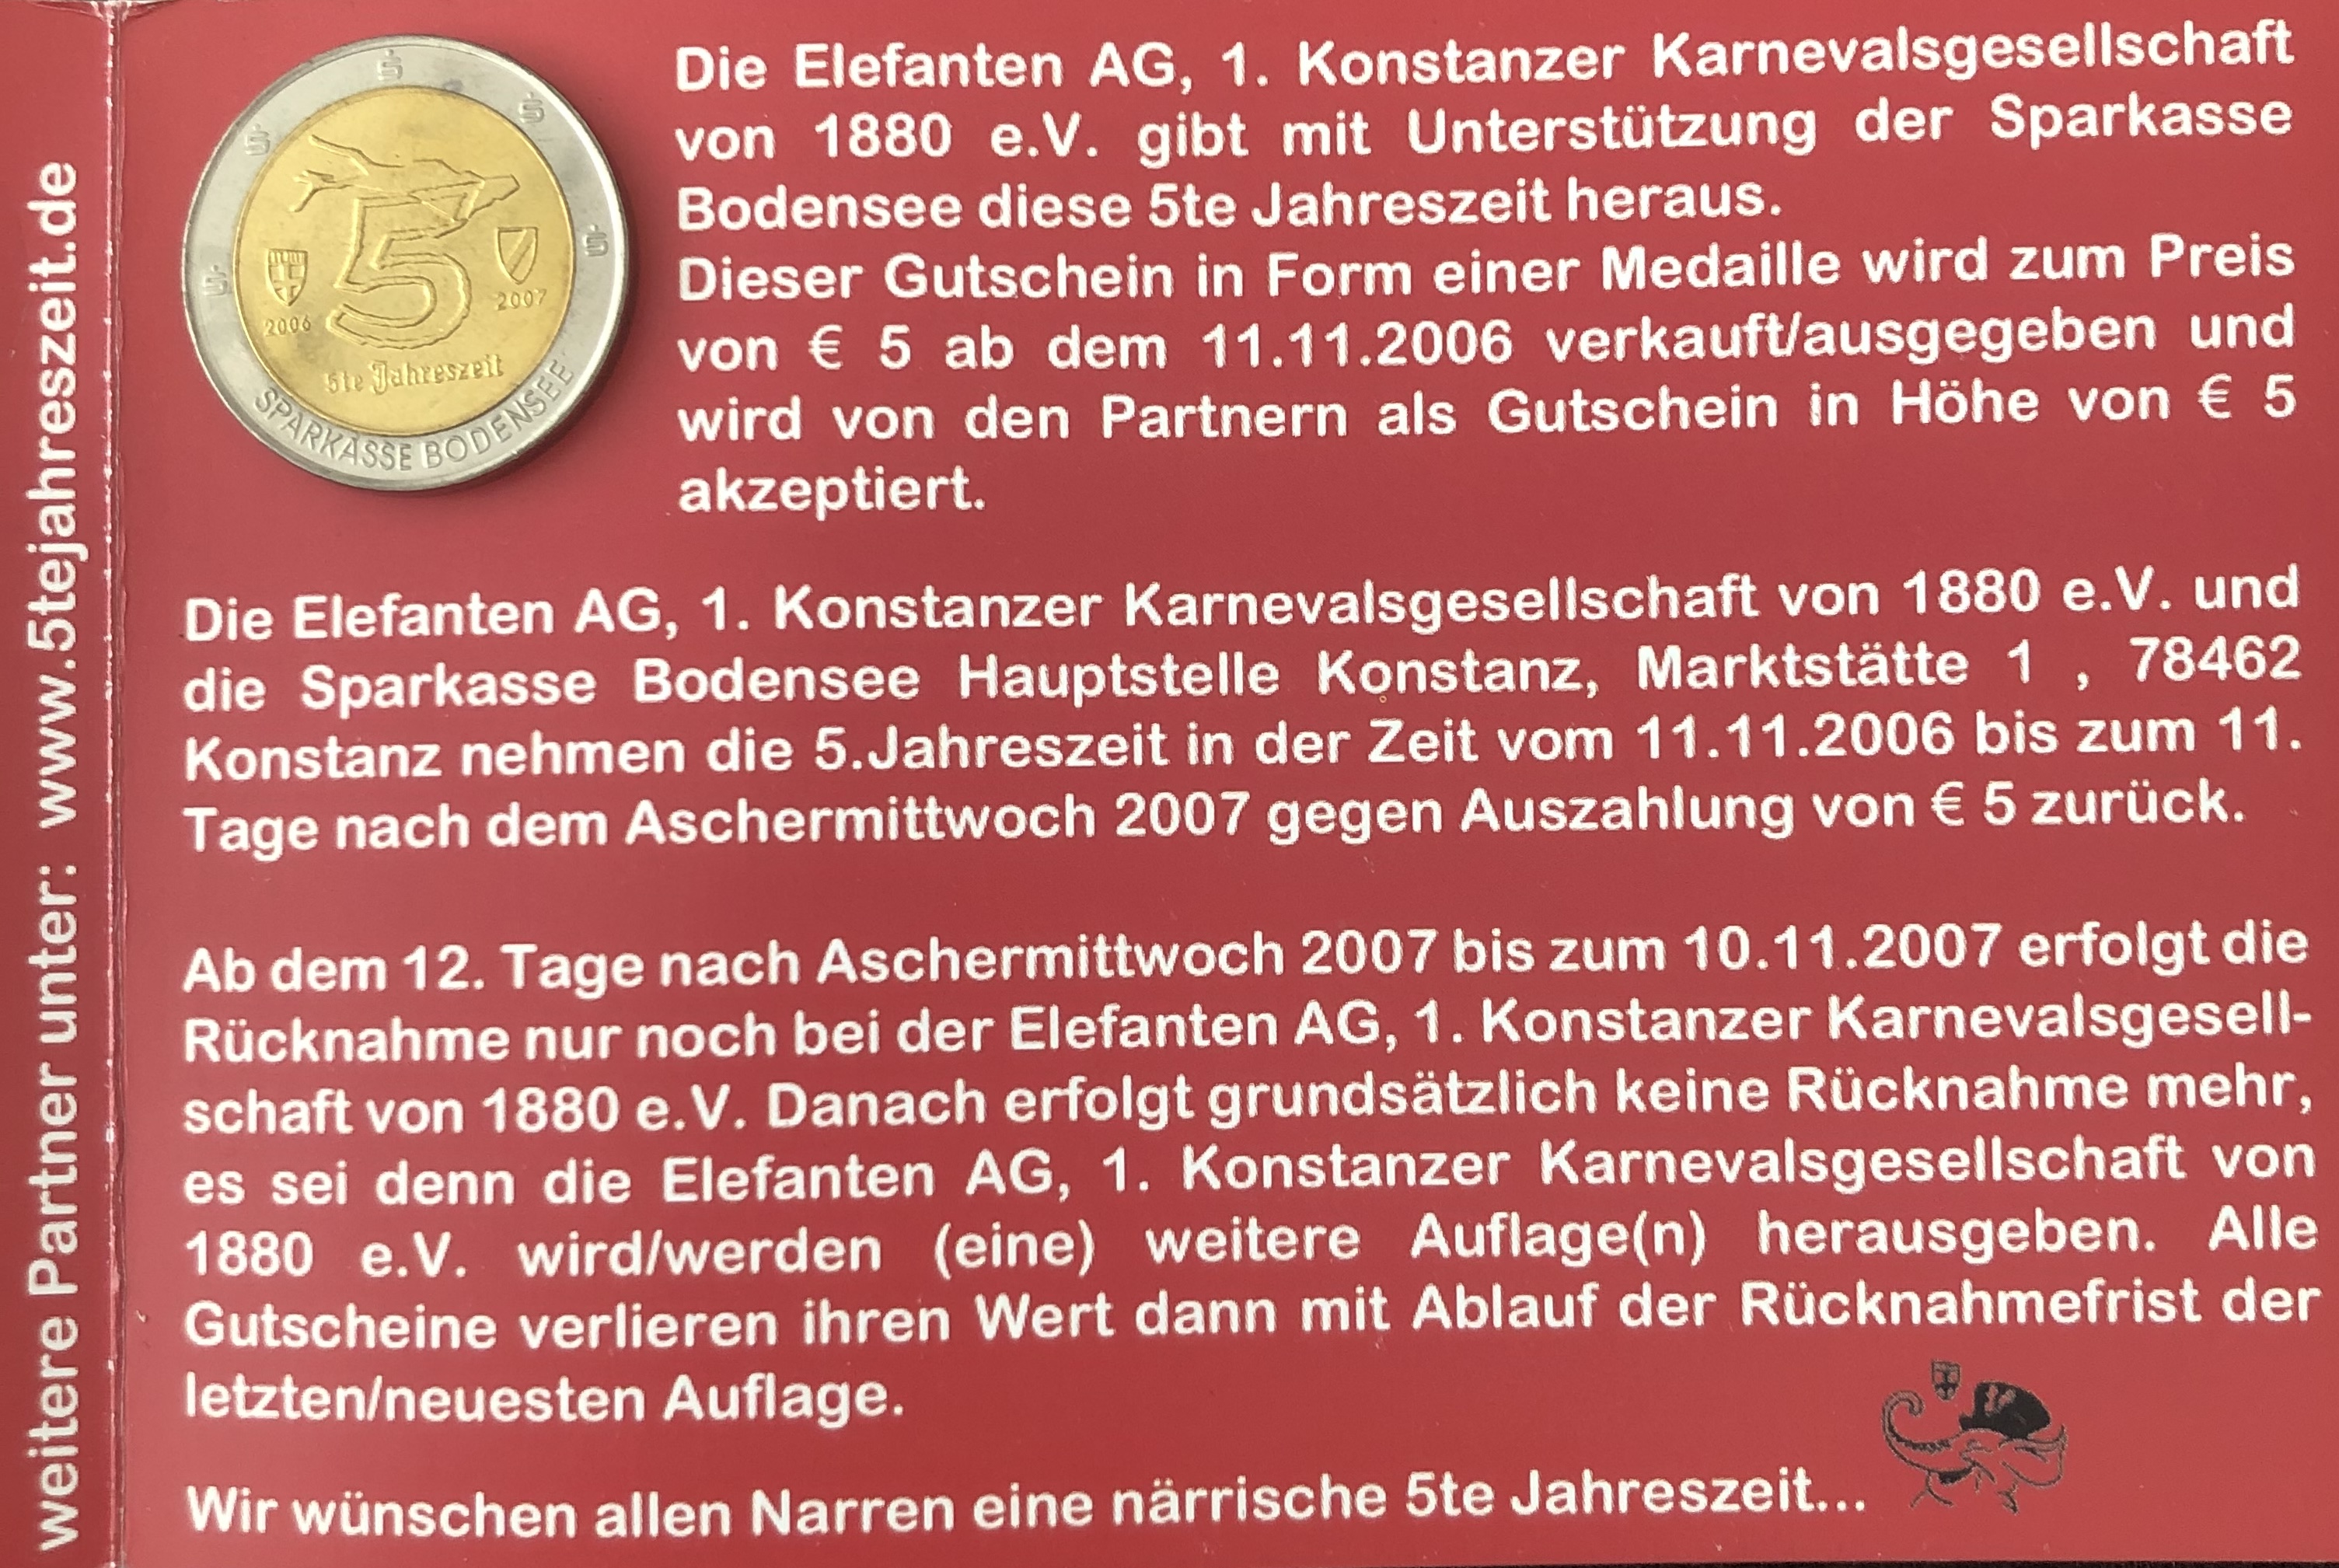 weitere Partner unter: www.5tejahreszeit.de
2006
2007
5te Jahreszeit
SPARKASSE BODENSEE
Die Elefanten AG, 1. Konstanzer Karnevalsgesellschaft
von 1880 e.V. gibt mit Unterstützung der Sparkasse
Bodensee diese 5te Jahreszeit heraus.
Dieser Gutschein in Form einer Medaille wird zum Preis
von € 5 ab dem 11.11.2006 verkauft/ausgegeben und
wird von den Partnern als Gutschein in Höhe von € 5
akzeptiert.
Die Elefanten AG, 1. Konstanzer Karnevalsgesellschaft von 1880 e.V. und
die Sparkasse Bodensee Hauptstelle Konstanz, Marktstätte 1 , 78462
Konstanz nehmen die 5.Jahreszeit in der Zeit vom 11.11.2006 bis zum 11.
Tage nach dem Aschermittwoch 2007 gegen Auszahlung von € 5 zurück.
Ab dem 12. Tage nach Aschermittwoch 2007 bis zum 10.11.2007 erfolgt die
Rücknahme nur noch bei der Elefanten AG, 1. Konstanzer Karnevalsgesell-
schaft von 1880 e.V. Danach erfolgt grundsätzlich keine Rücknahme mehr,
es sei denn die Elefanten AG, 1. Konstanzer Karnevalsgesellschaft von
1880 e.V. wird/werden (eine) weitere Auflage(n) herausgeben. Alle
Gutscheine verlieren ihren Wert dann mit Ablauf der Rücknahmefrist der
letzten/neuesten Auflage.
Wir wünschen allen Narren eine närrische 5te Jahreszeit...
5